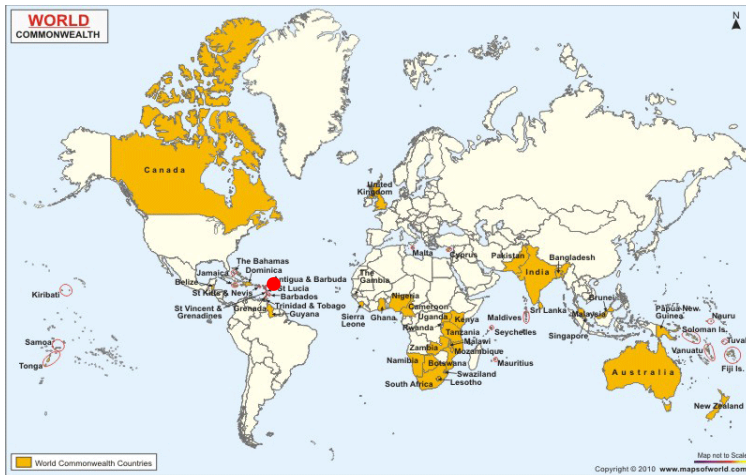 WORLD
COMMONWEALTH
N
Canada
United
Kingdom
Malta
Cyprus
Pakistan
Bangladesh
India
The Bahamas
Jamaica
Dominica
Belize
Antigua & Barbuda
St Kitts & Nevis
St Lucia
Barbados
St Vincent &
Grenadines
Grenada
Trinidad & Tobago
Guyana
The
Gambia
Nigeria
Cameroon
Sierra
Leone
Ghana
Uganda
Kenya
Rwanda
Tanzania
Malawi
Zambia
Mozambique
Namibia
Botswana
Swaziland
South Africa
Lesotho
Maldives
Sri Lanka
Seychelles
Mauritius
Brunei
Malaysia
Singapore
Papua New
Guinea
Nauru
Soloman Is.
Tuval
Vanuatu
Fiji Is.
Australia
New Zealand
Kiribati
Samoa
Tonga
World Commonwealth Countries
Map not to Scale
Copyright © 2010 www.mapsofworld.com